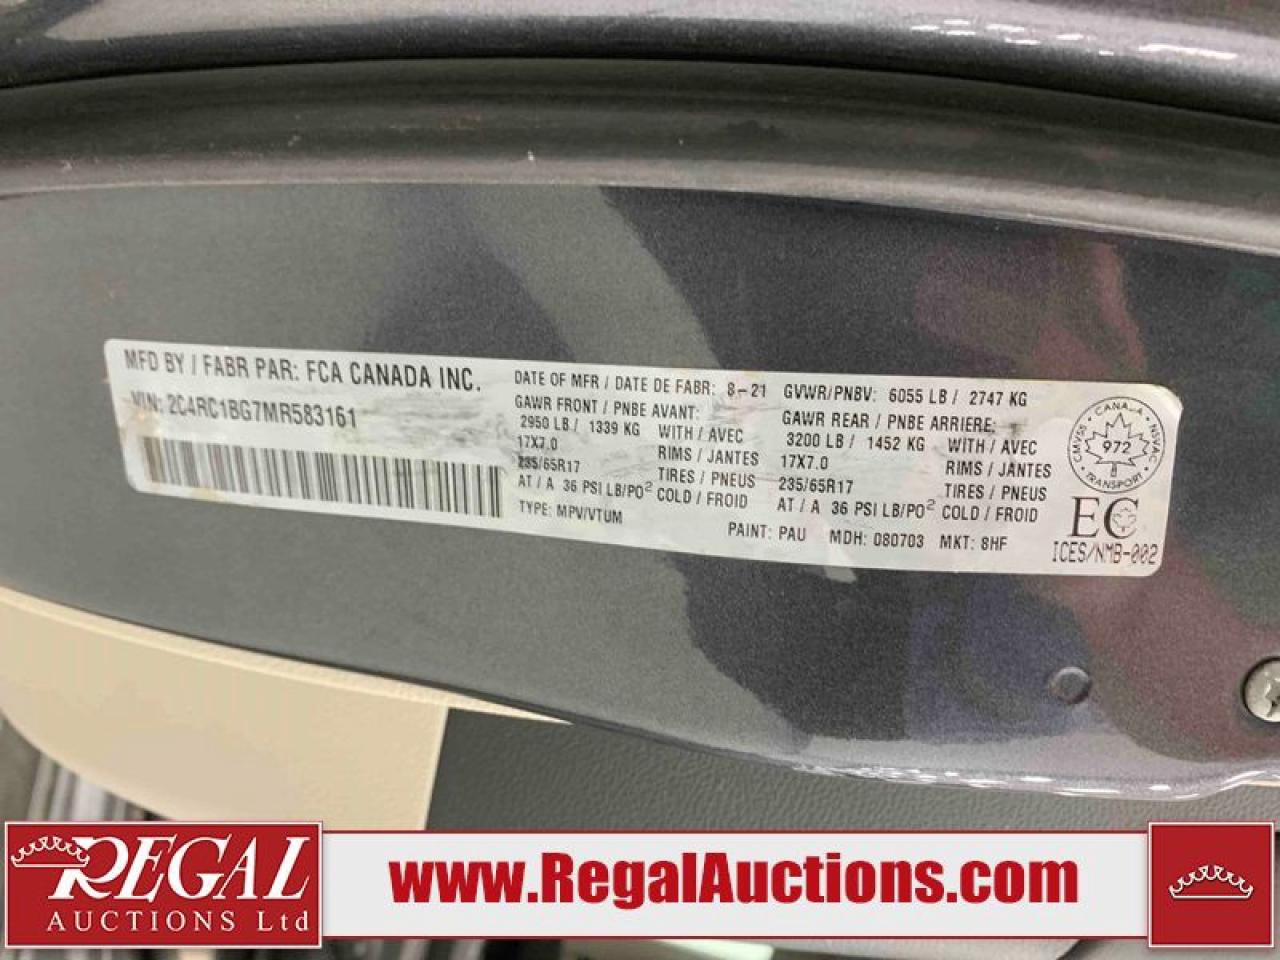 MFD BY / FABR PAR: FCA CANADA INC.
VIN: 2C4RC1BG7MR583161
DATE OF MFR / DATE DE FABR: 8-21
GVWR/PNBV: 6055 LB / 2747 KG
GAWR FRONT / PNBE AVANT:
2950 LB / 1339 KG WITH / AVEC
17X7.0 RIMS / JANTES
235/65R17 TIRES / PNEUS
AT / A 36 PSI LB/PO2 COLD / FROID
TYPE: MPV/VTUM
GAWR REAR / PNBE ARRIERE:
3200 LB / 1452 KG WITH / AVEC
17X7.0 RIMS / JANTES
235/65R17 TIRES / PNEUS
AT / A 36 PSI LB/PO2 COLD / FROID
PAINT: PAU MDH: 080703 MKT: 8HF
CANADA
CMVSS 972 NSVAC
TRANSPORT
EC
ICES/NMB-002
REGAL
AUCTIONS Ltd
www.RegalAuctions.com